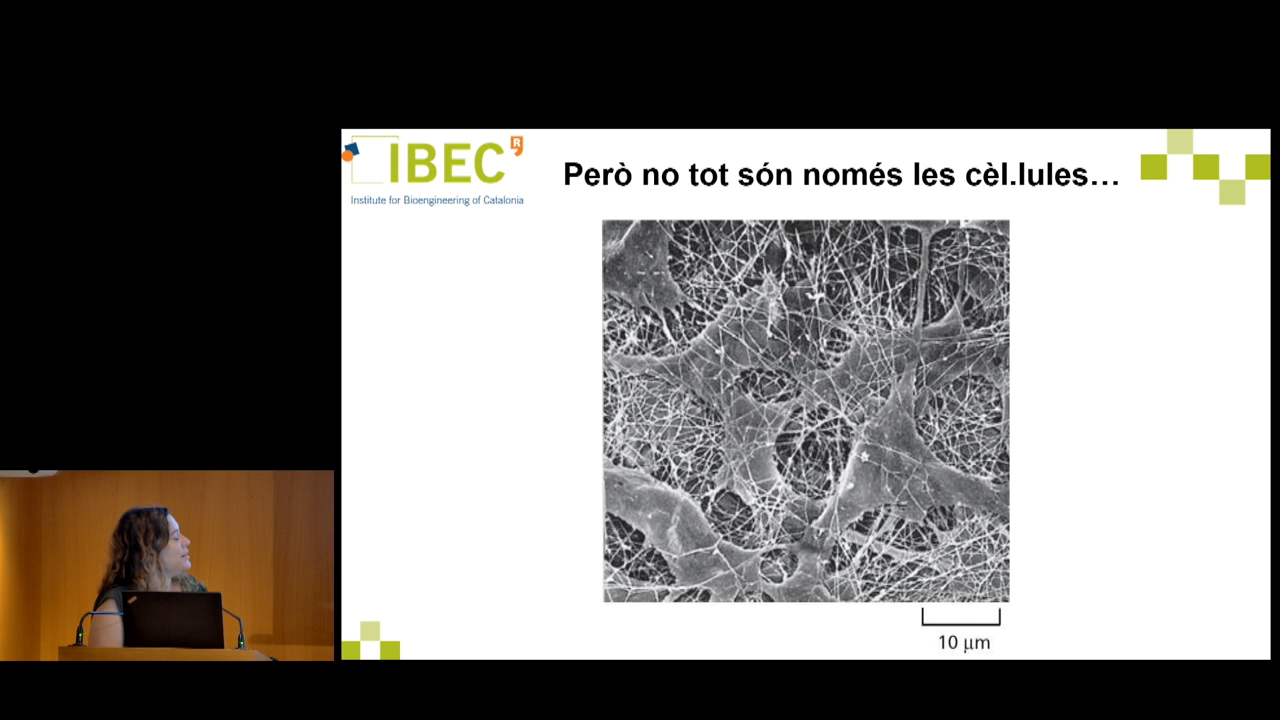 IBEC
R
Institute for Bioengineering of Catalonia
Però no tot són només les cèl.lules…
10 μm